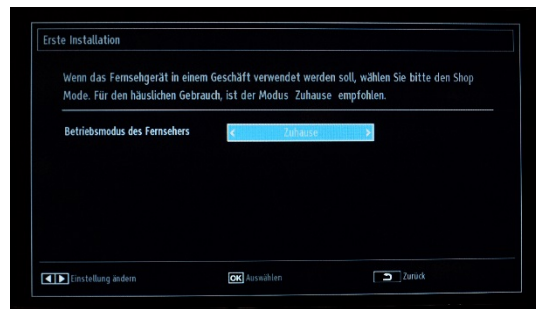 Erste Installation
Wenn das Fernsehgerät in einem Geschäft verwendet werden soll, wählen Sie bitte den Shop
Mode. Für den häuslichen Gebrauch, ist der Modus Zuhause empfohlen.
Betriebsmodus des Fernsehers
Zuhause
Einstellung ändern
OK Auswählen
Zurück